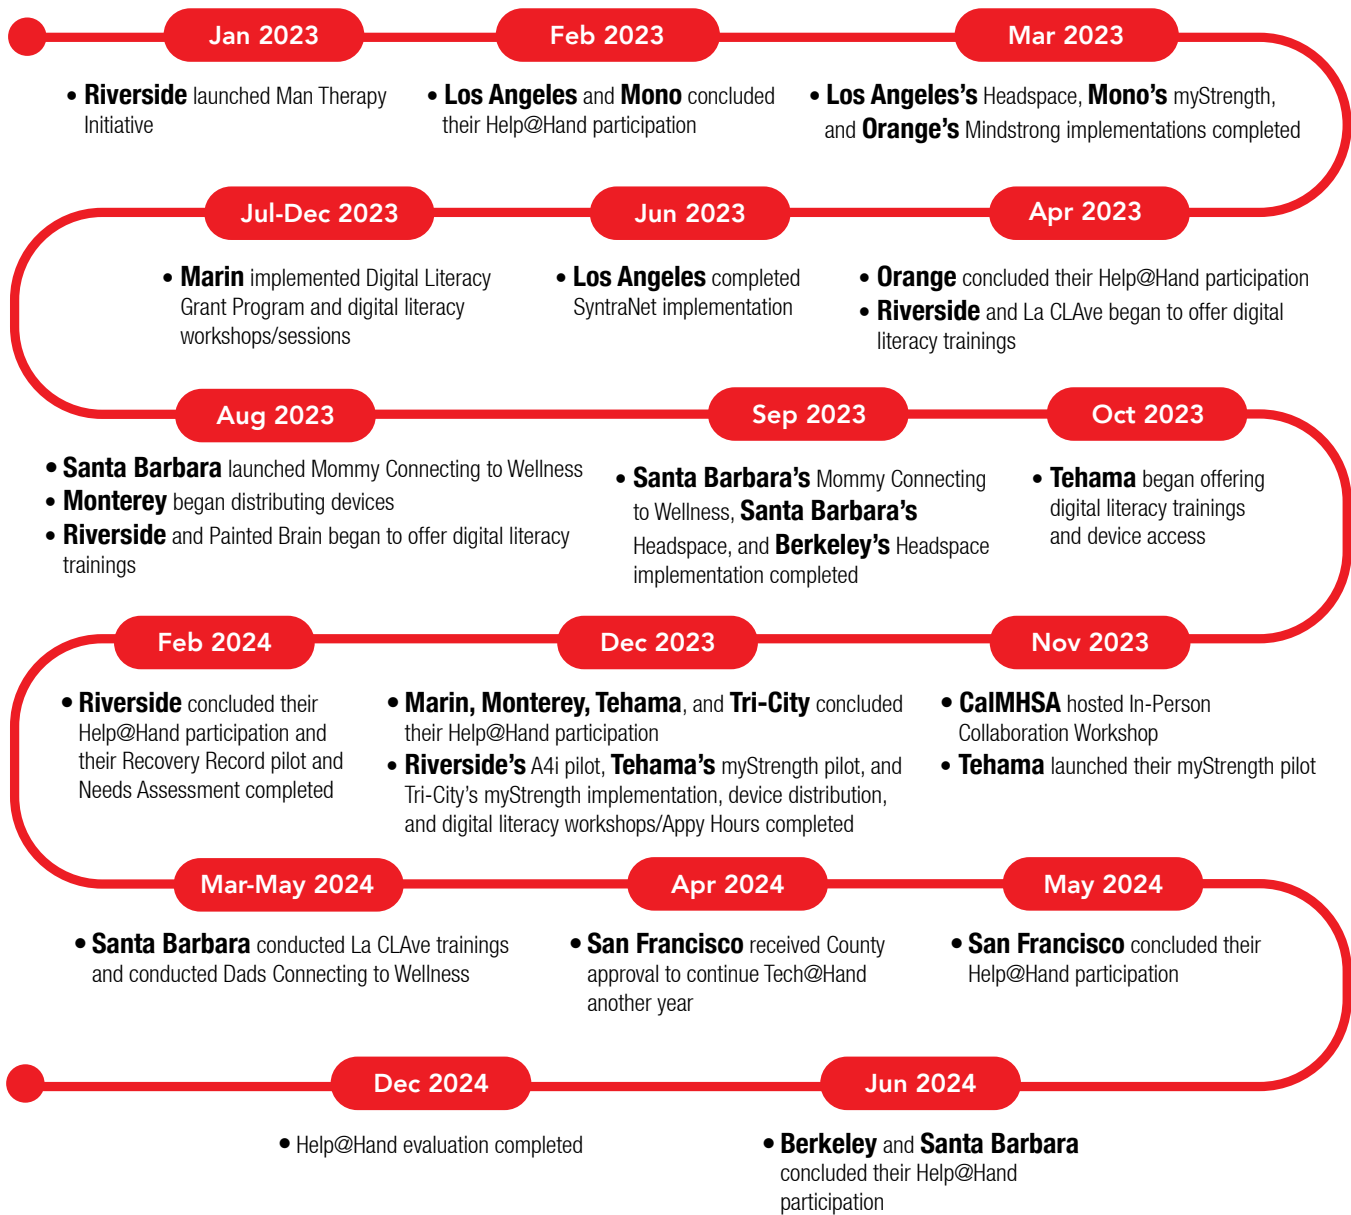 Jan 2023
• Riverside launched Man Therapy
Initiative
Feb 2023
• Los Angeles and Mono concluded
their Help@Hand participation
Mar 2023
• Los Angeles's Headspace, Mono's myStrength,
and Orange's Mindstrong implementations completed
Apr 2023
• Orange concluded their Help@Hand participation
• Riverside and La CLAve began to offer digital
literacy trainings
Jun 2023
• Los Angeles completed
SyntraNet implementation
Jul-Dec 2023
• Marin implemented Digital Literacy
Grant Program and digital literacy
workshops/sessions
Aug 2023
• Santa Barbara launched Mommy Connecting to Wellness
• Monterey began distributing devices
• Riverside and Painted Brain began to offer digital literacy
trainings
Sep 2023
• Santa Barbara's Mommy Connecting
to Wellness, Santa Barbara's
Headspace, and Berkeley's Headspace
implementation completed
Oct 2023
• Tehama began offering
digital literacy trainings
and device access
Nov 2023
• CalMHSA hosted In-Person
Collaboration Workshop
• Tehama launched their myStrength pilot
Dec 2023
• Marin, Monterey, Tehama, and Tri-City concluded
their Help@Hand participation
• Riverside's A4i pilot, Tehama's myStrength pilot, and
Tri-City's myStrength implementation, device distribution,
and digital literacy workshops/Appy Hours completed
Feb 2024
• Riverside concluded their
Help@Hand participation and
their Recovery Record pilot and
Needs Assessment completed
Mar-May 2024
• Santa Barbara conducted La CLAve trainings
and conducted Dads Connecting to Wellness
Apr 2024
• San Francisco received County
approval to continue Tech@Hand
another year
May 2024
• San Francisco concluded their
Help@Hand participation
Jun 2024
• Berkeley and Santa Barbara
concluded their Help@Hand
participation
Dec 2024
• Help@Hand evaluation completed